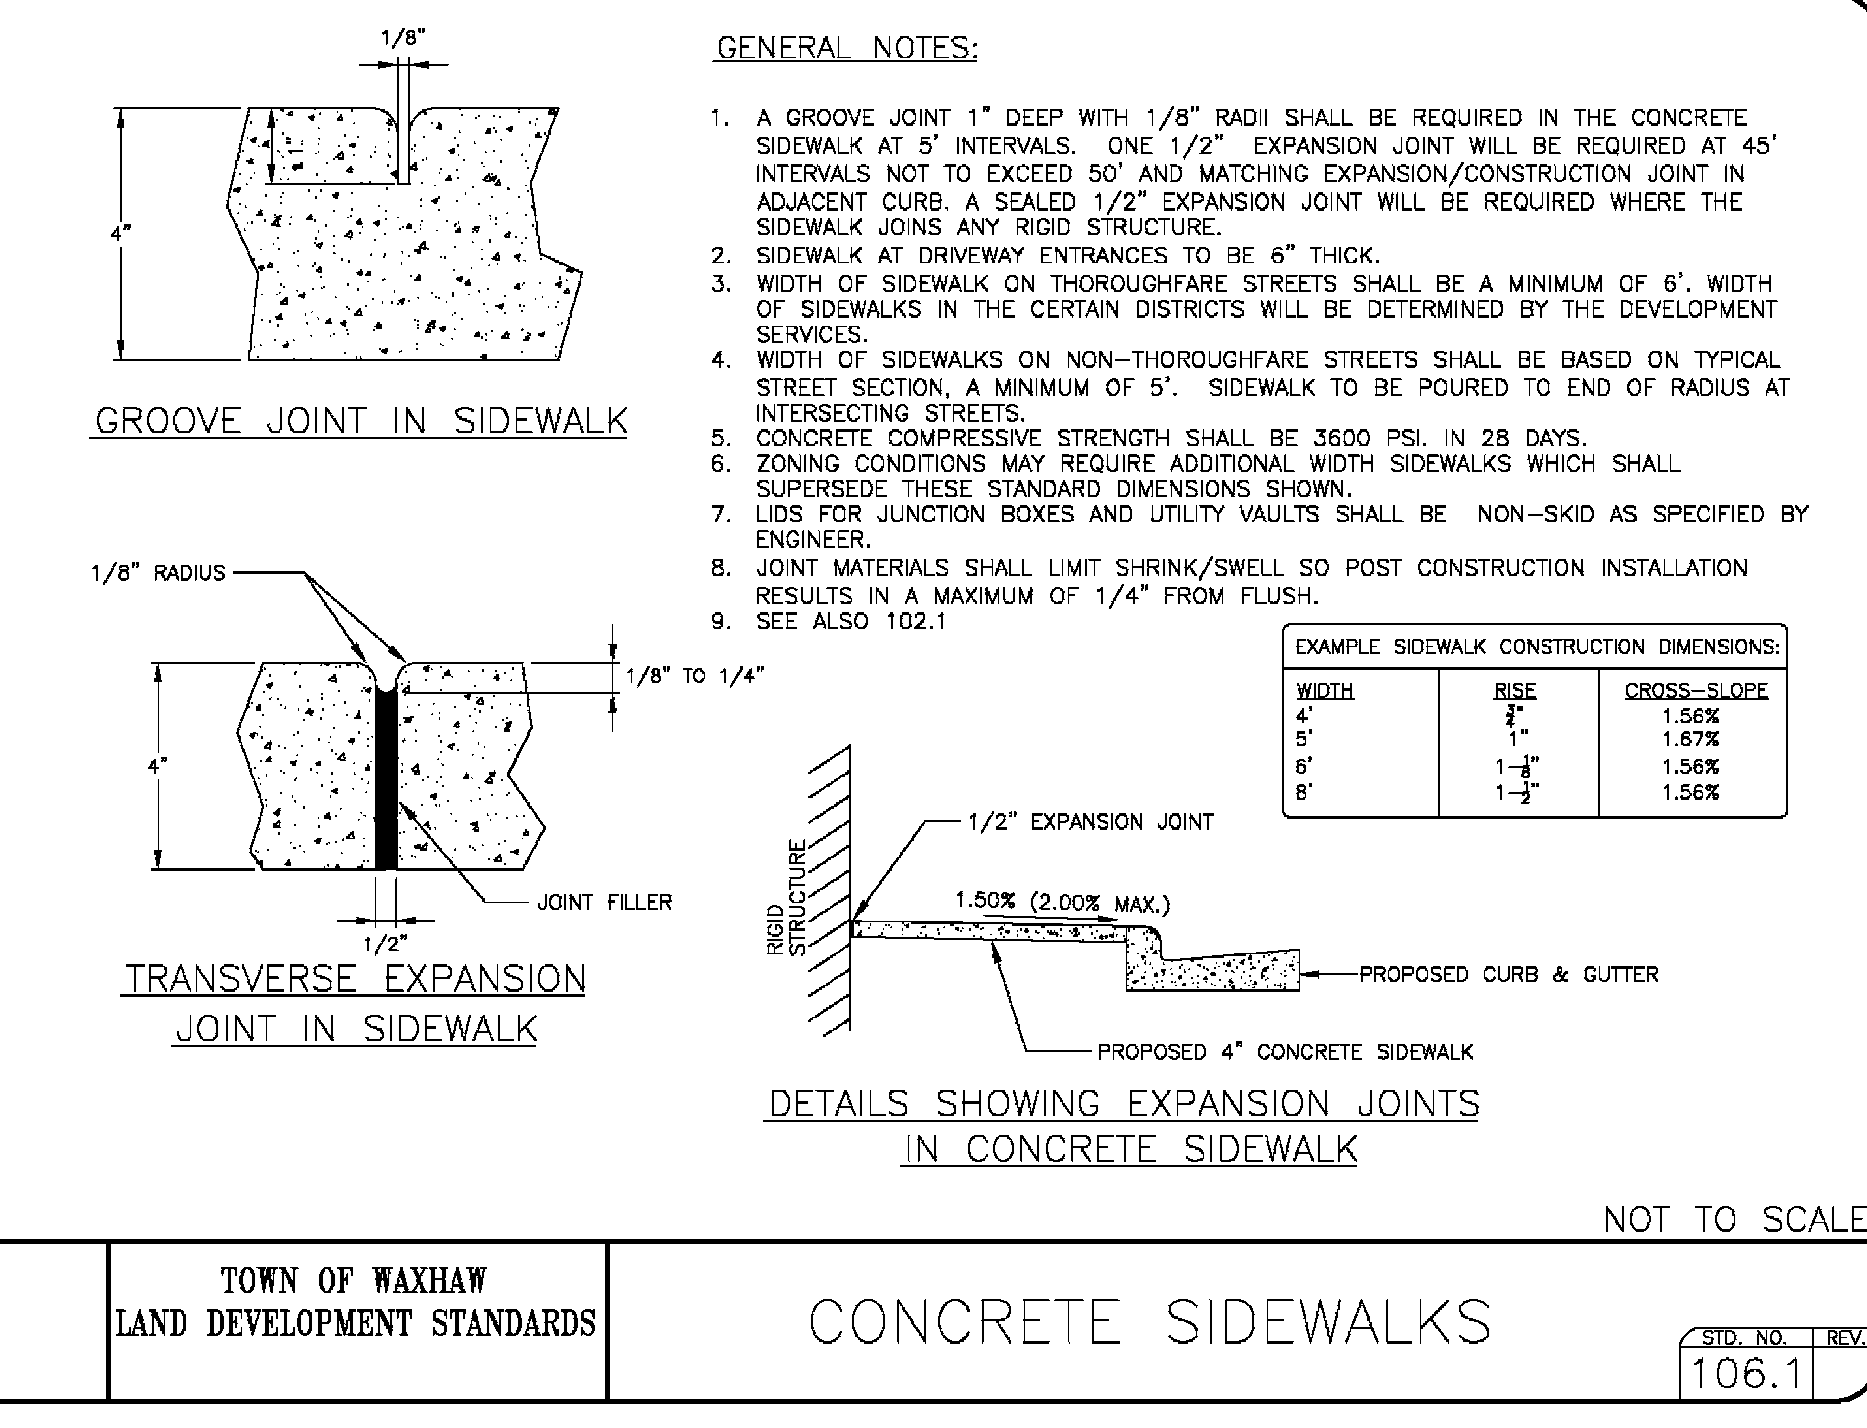 1/8"
1"
4"
GROOVE JOINT IN SIDEWALK
GENERAL NOTES:
1. A GROOVE JOINT 1" DEEP WITH 1/8" RADII SHALL BE REQUIRED IN THE CONCRETE
SIDEWALK AT 5' INTERVALS. ONE 1/2" EXPANSION JOINT WILL BE REQUIRED AT 45'
INTERVALS NOT TO EXCEED 50' AND MATCHING EXPANSION/CONSTRUCTION JOINT IN
ADJACENT CURB. A SEALED 1/2" EXPANSION JOINT WILL BE REQUIRED WHERE THE
SIDEWALK JOINS ANY RIGID STRUCTURE.
2. SIDEWALK AT DRIVEWAY ENTRANCES TO BE 6" THICK.
3. WIDTH OF SIDEWALK ON THOROUGHFARE STREETS SHALL BE A MINIMUM OF 6'. WIDTH
OF SIDEWALKS IN THE CERTAIN DISTRICTS WILL BE DETERMINED BY THE DEVELOPMENT
SERVICES.
4. WIDTH OF SIDEWALKS ON NON-THOROUGHFARE STREETS SHALL BE BASED ON TYPICAL
STREET SECTION, A MINIMUM OF 5'. SIDEWALK TO BE POURED TO END OF RADIUS AT
INTERSECTING STREETS.
5. CONCRETE COMPRESSIVE STRENGTH SHALL BE 3600 PSI. IN 28 DAYS.
6. ZONING CONDITIONS MAY REQUIRE ADDITIONAL WIDTH SIDEWALKS WHICH SHALL
SUPERSEDE THESE STANDARD DIMENSIONS SHOWN.
7. LIDS FOR JUNCTION BOXES AND UTILITY VAULTS SHALL BE NON-SKID AS SPECIFIED BY
ENGINEER.
8. JOINT MATERIALS SHALL LIMIT SHRINK/SWELL SO POST CONSTRUCTION INSTALLATION
RESULTS IN A MAXIMUM OF 1/4" FROM FLUSH.
9. SEE ALSO 102.1
1/8" RADIUS
1/8" TO 1/4"
4"
JOINT FILLER
1/2"
TRANSVERSE EXPANSION
JOINT IN SIDEWALK
EXAMPLE SIDEWALK CONSTRUCTION DIMENSIONS:
WIDTH RISE CROSS-SLOPE
4' 3/4" 1.56%
5' 1" 1.67%
6' 1-1/8" 1.56%
8' 1-1/2" 1.56%
RIGID
STRUCTURE
1/2" EXPANSION JOINT
1.50% (2.00% MAX.)
PROPOSED CURB & GUTTER
PROPOSED 4" CONCRETE SIDEWALK
DETAILS SHOWING EXPANSION JOINTS
IN CONCRETE SIDEWALK
NOT TO SCALE
TOWN OF WAXHAW
LAND DEVELOPMENT STANDARDS
CONCRETE SIDEWALKS
STD. NO. REV.
106.1